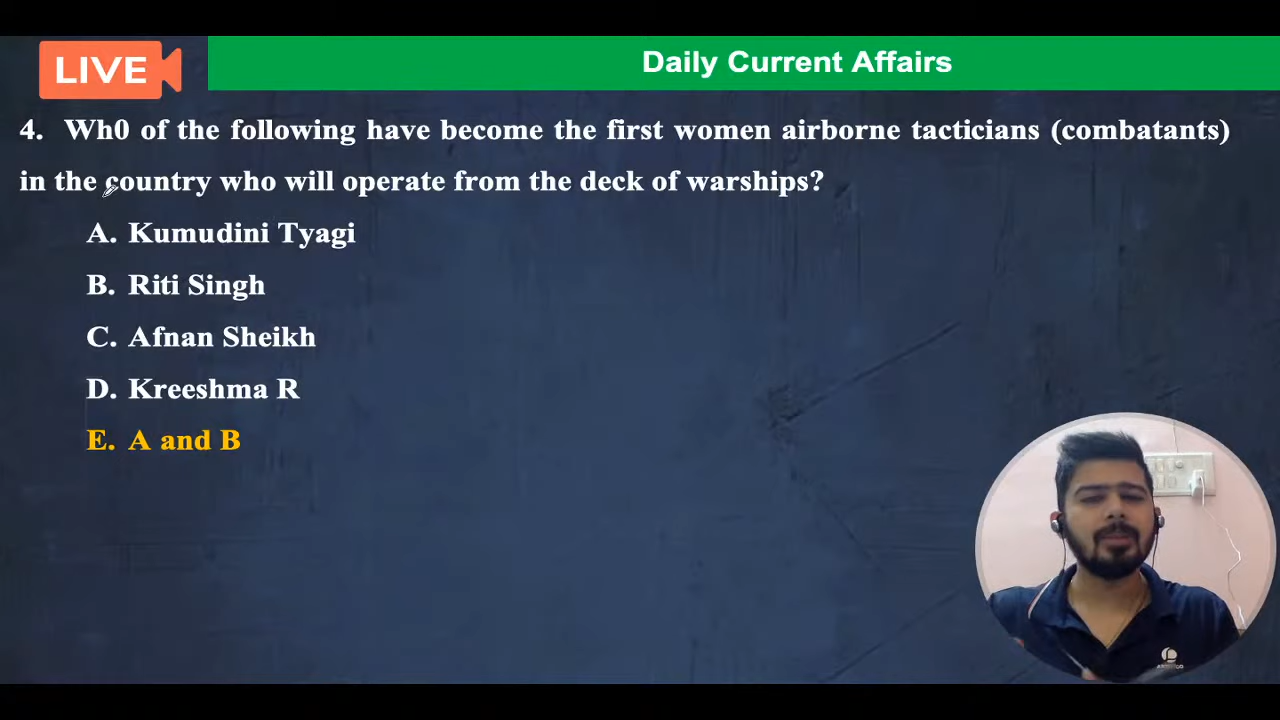 LIVE
Daily Current Affairs
4. Wh0 of the following have become the first women airborne tacticians (combatants)
in the country who will operate from the deck of warships?
A. Kumudini Tyagi
B. Riti Singh
C. Afnan Sheikh
D. Kreeshma R
E. A and B